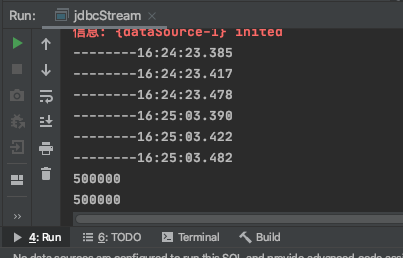 Run: jdbcStream
信息: {dataSource-1} inited
--------16:24:23.385
--------16:24:23.417
--------16:24:23.478
--------16:25:03.390
--------16:25:03.422
--------16:25:03.482
500000
500000
4: Run 6: TODO Terminal Build
No data sources are configured to run this SQL and provide advanced code